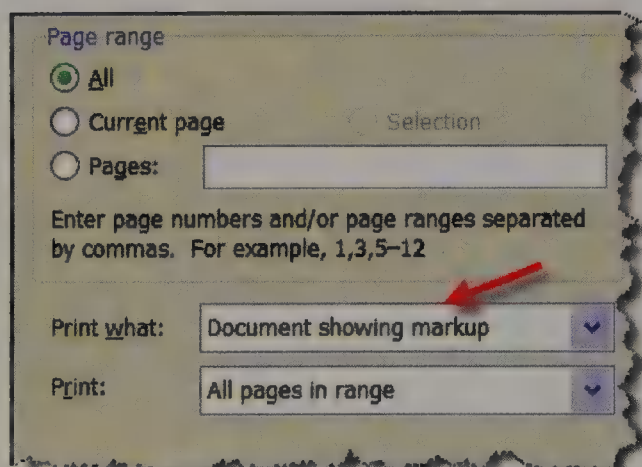 Page range
All
Current page Selection
Pages:
Enter page numbers and/or page ranges separated
by commas. For example, 1,3,5–12
Print what: Document showing markup
Print: All pages in range